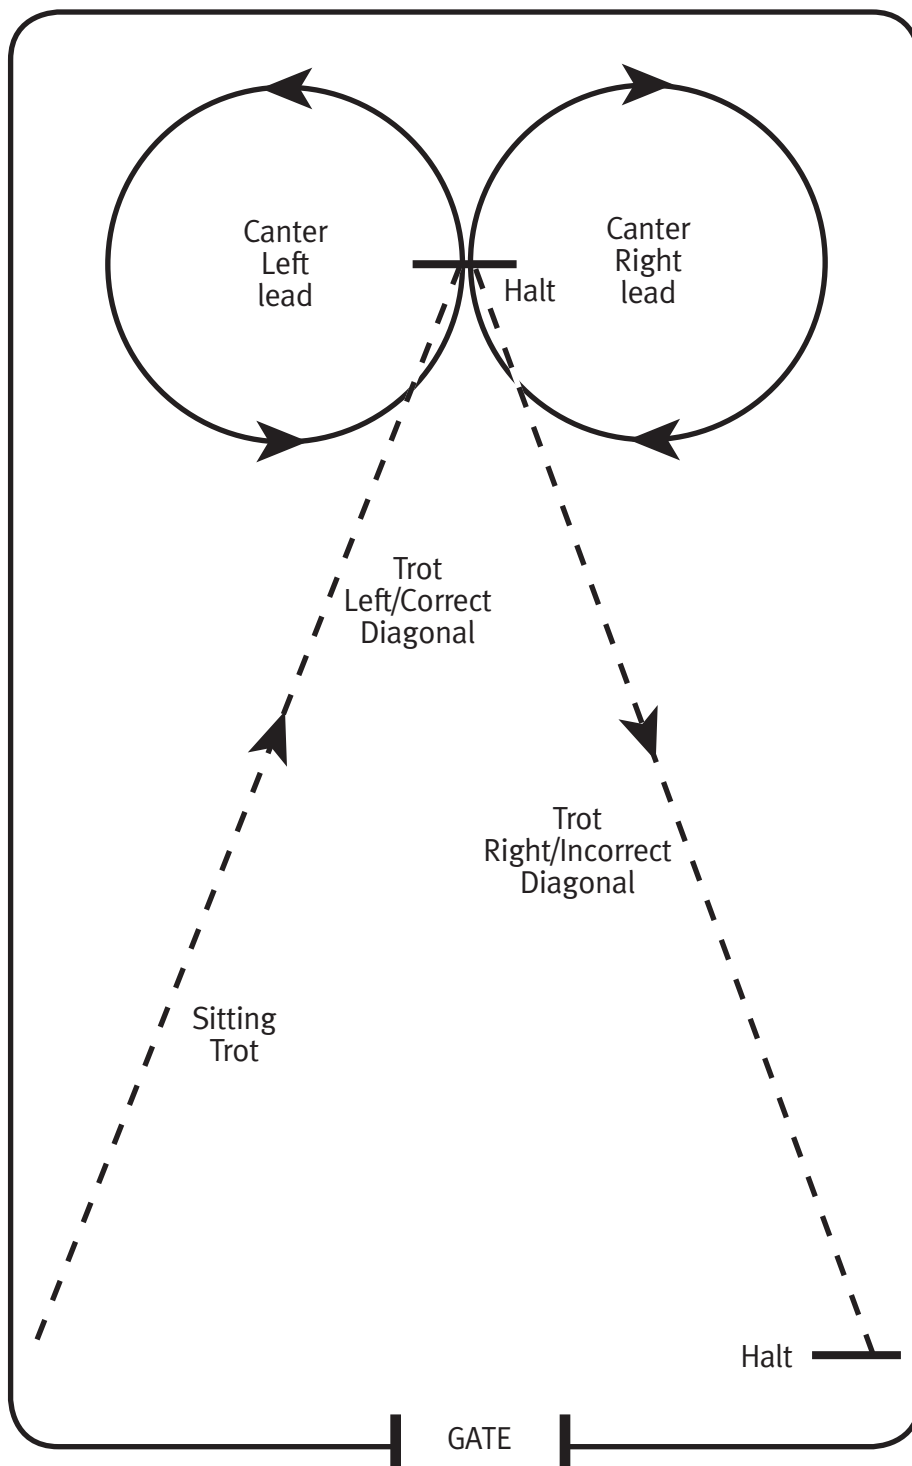 Canter
Left
lead
Canter
Right
lead
Halt
Trot
Left/Correct
Diagonal
Trot
Right/Incorrect
Diagonal
Sitting
Trot
Halt
GATE